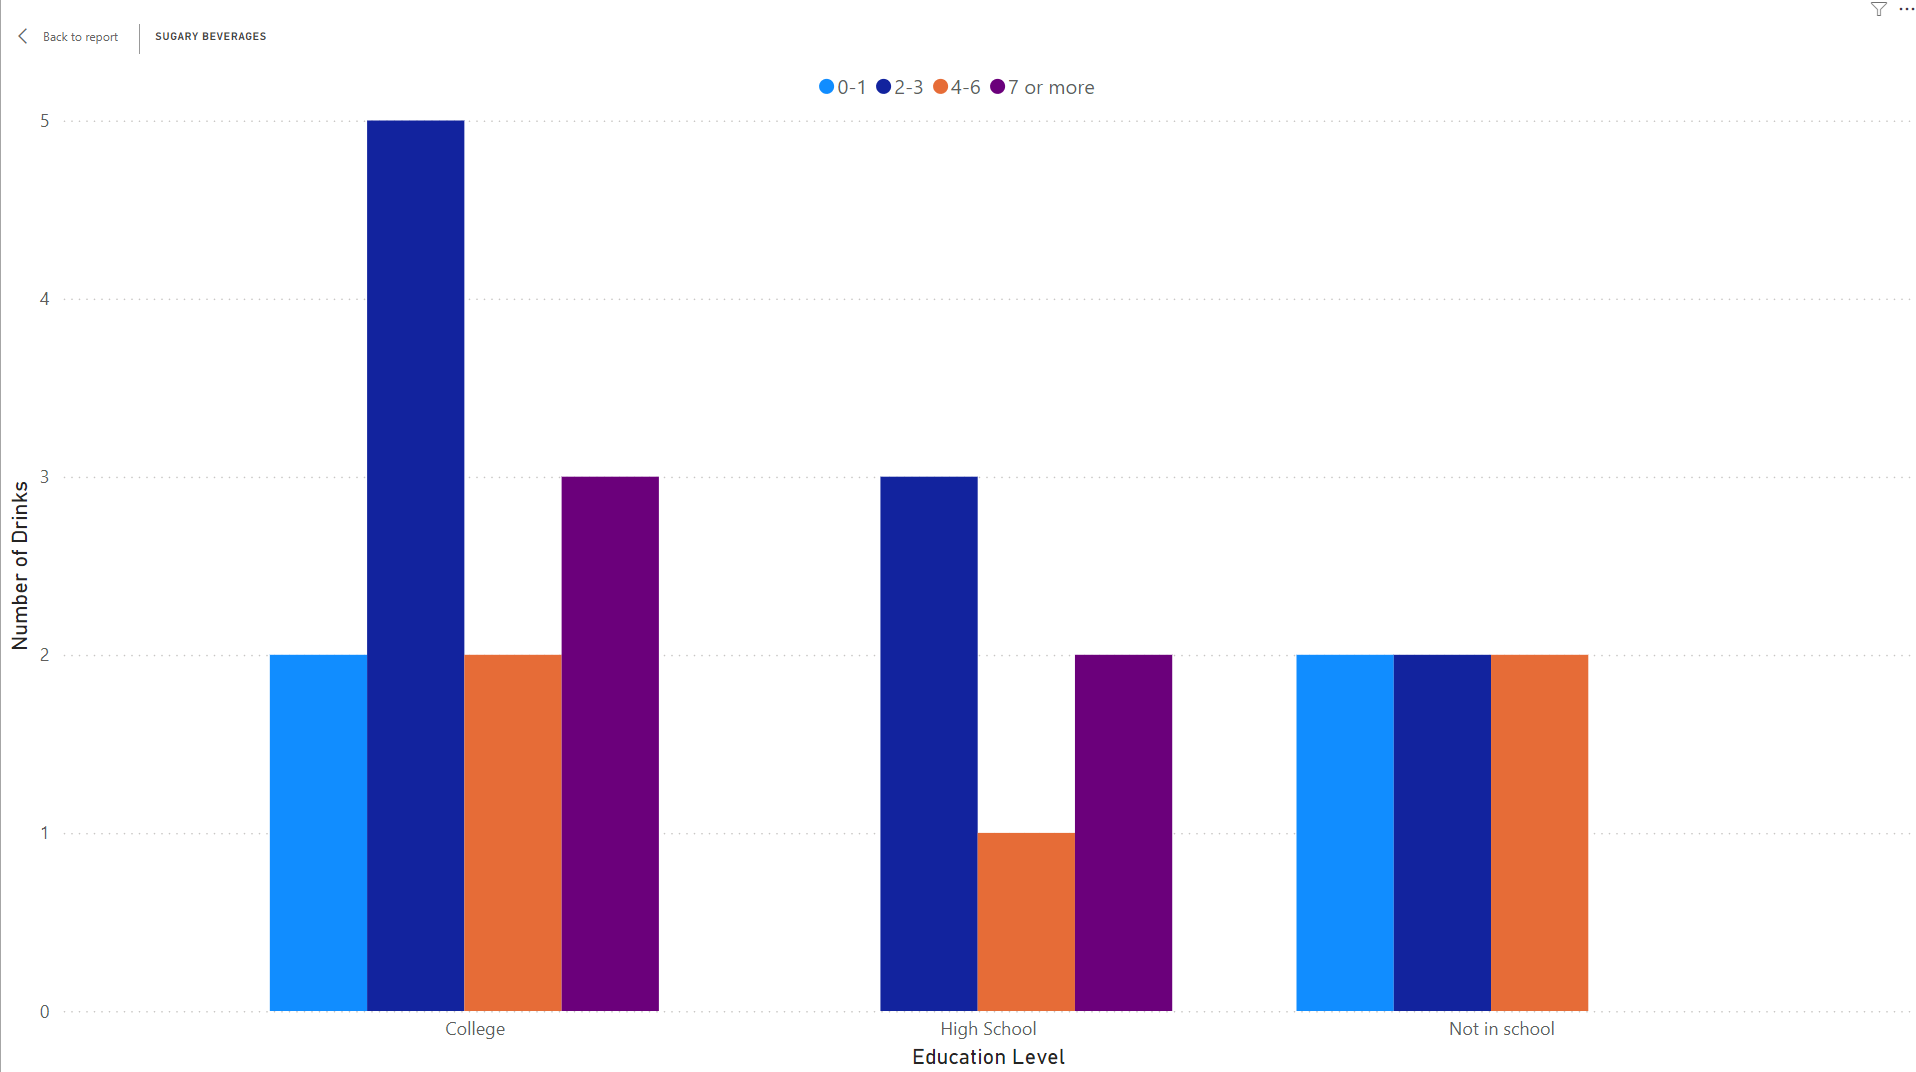 Back to report
SUGARY BEVERAGES
0-1 2-3 4-6 7 or more
5
4
3
2
1
0
Number of Drinks
College High School Not in school
Education Level